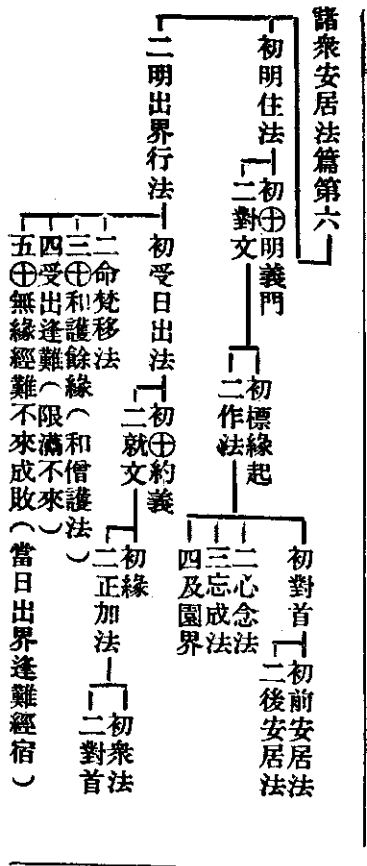 諸衆安居法篇第六
初明住法
初⊕明義門
二對文
初標緣起
二作法
初對首
初前安居法
二後安居法
二心念法
三忘成法
四及園界
二明出界行法
初受日出法
初⊕約義
二就文
初緣
二正加法
初衆法
二對首
二命梵移法
三⊕和護餘緣(和僧護法)
四受出逢難(限滿不來)
五⊕無緣經難不來成敗(當日出界逢難經宿)